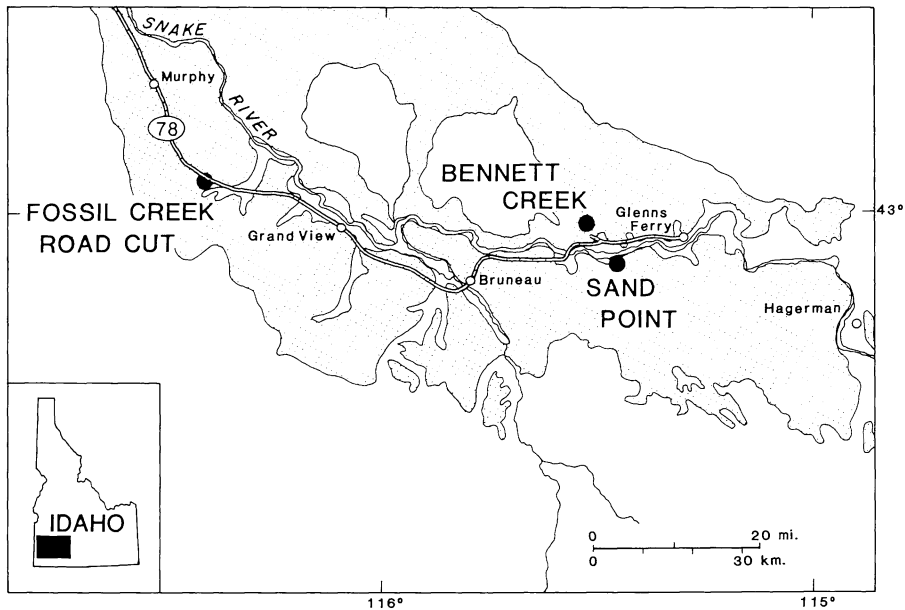 SNAKE
RIVER
Murphy
78
BENNETT
CREEK
Glenns
Ferry
43°
FOSSIL CREEK
ROAD CUT
Grand View
Bruneau
SAND
POINT
Hagerman
IDAHO
0 20 mi.
0 30 km.
116°
115°